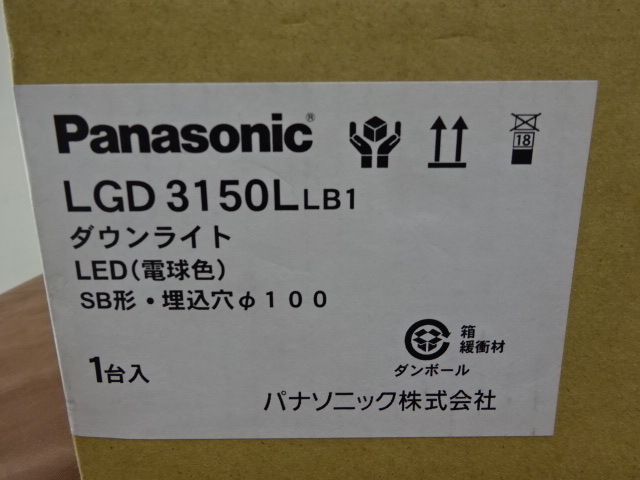 Panasonic®
18
LGD 3150L LB1
ダウンライト
LED(電球色)
SB形・埋込穴φ100
箱
緩衝材
ダンボール
1台入
パナソニック株式会社